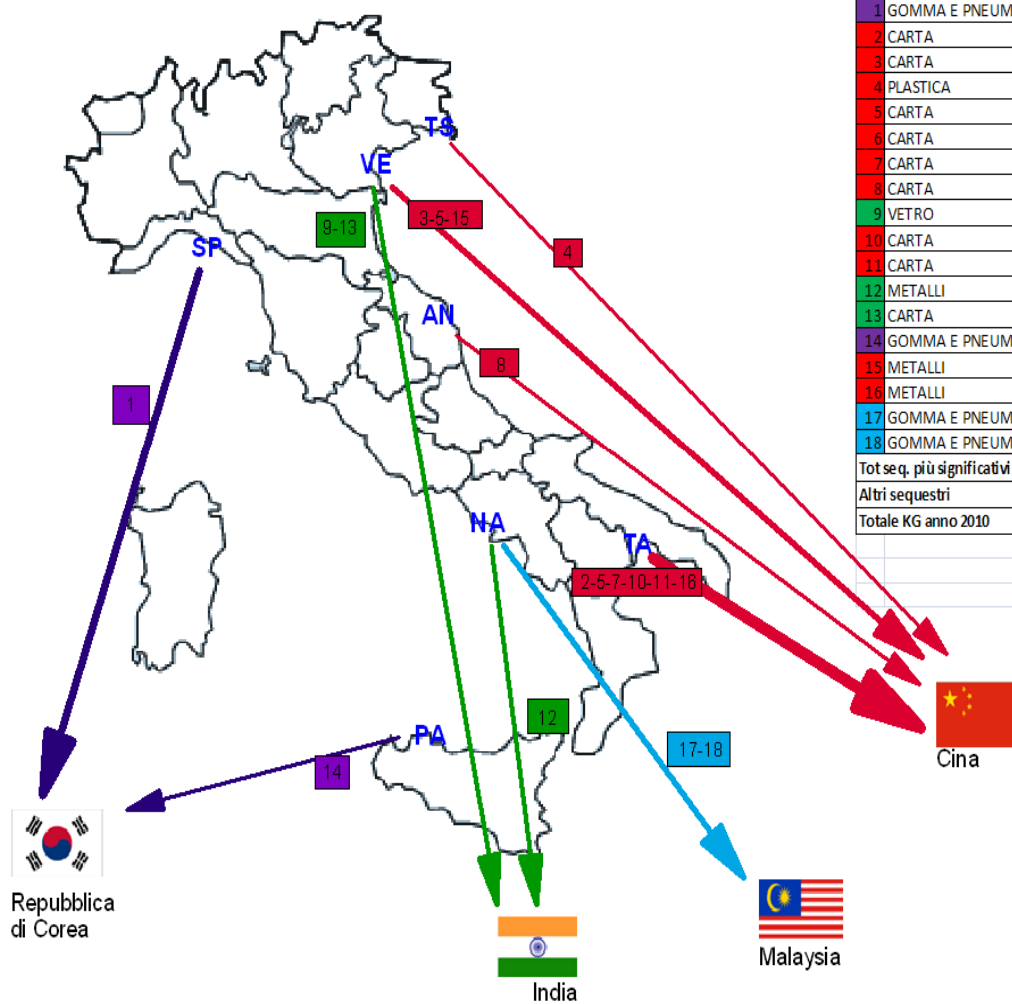 1 GOMMA E PNEUM
2 CARTA
3 CARTA
4 PLASTICA
5 CARTA
6 CARTA
7 CARTA
8 CARTA
9 VETRO
10 CARTA
11 CARTA
12 METALLI
13 CARTA
14 GOMMA E PNEUM
15 METALLI
16 METALLI
17 GOMMA E PNEUM
18 GOMMA E PNEUM
Tot seq. più significativi
Altri sequestri
Totale KG anno 2010
TS
VE
9-13
3-5-15
SP
4
AN
8
1
NA
TA
2-5-7-10-11-16
12
PA
17-18
14
Cina
Repubblica
di Corea
Malaysia
India